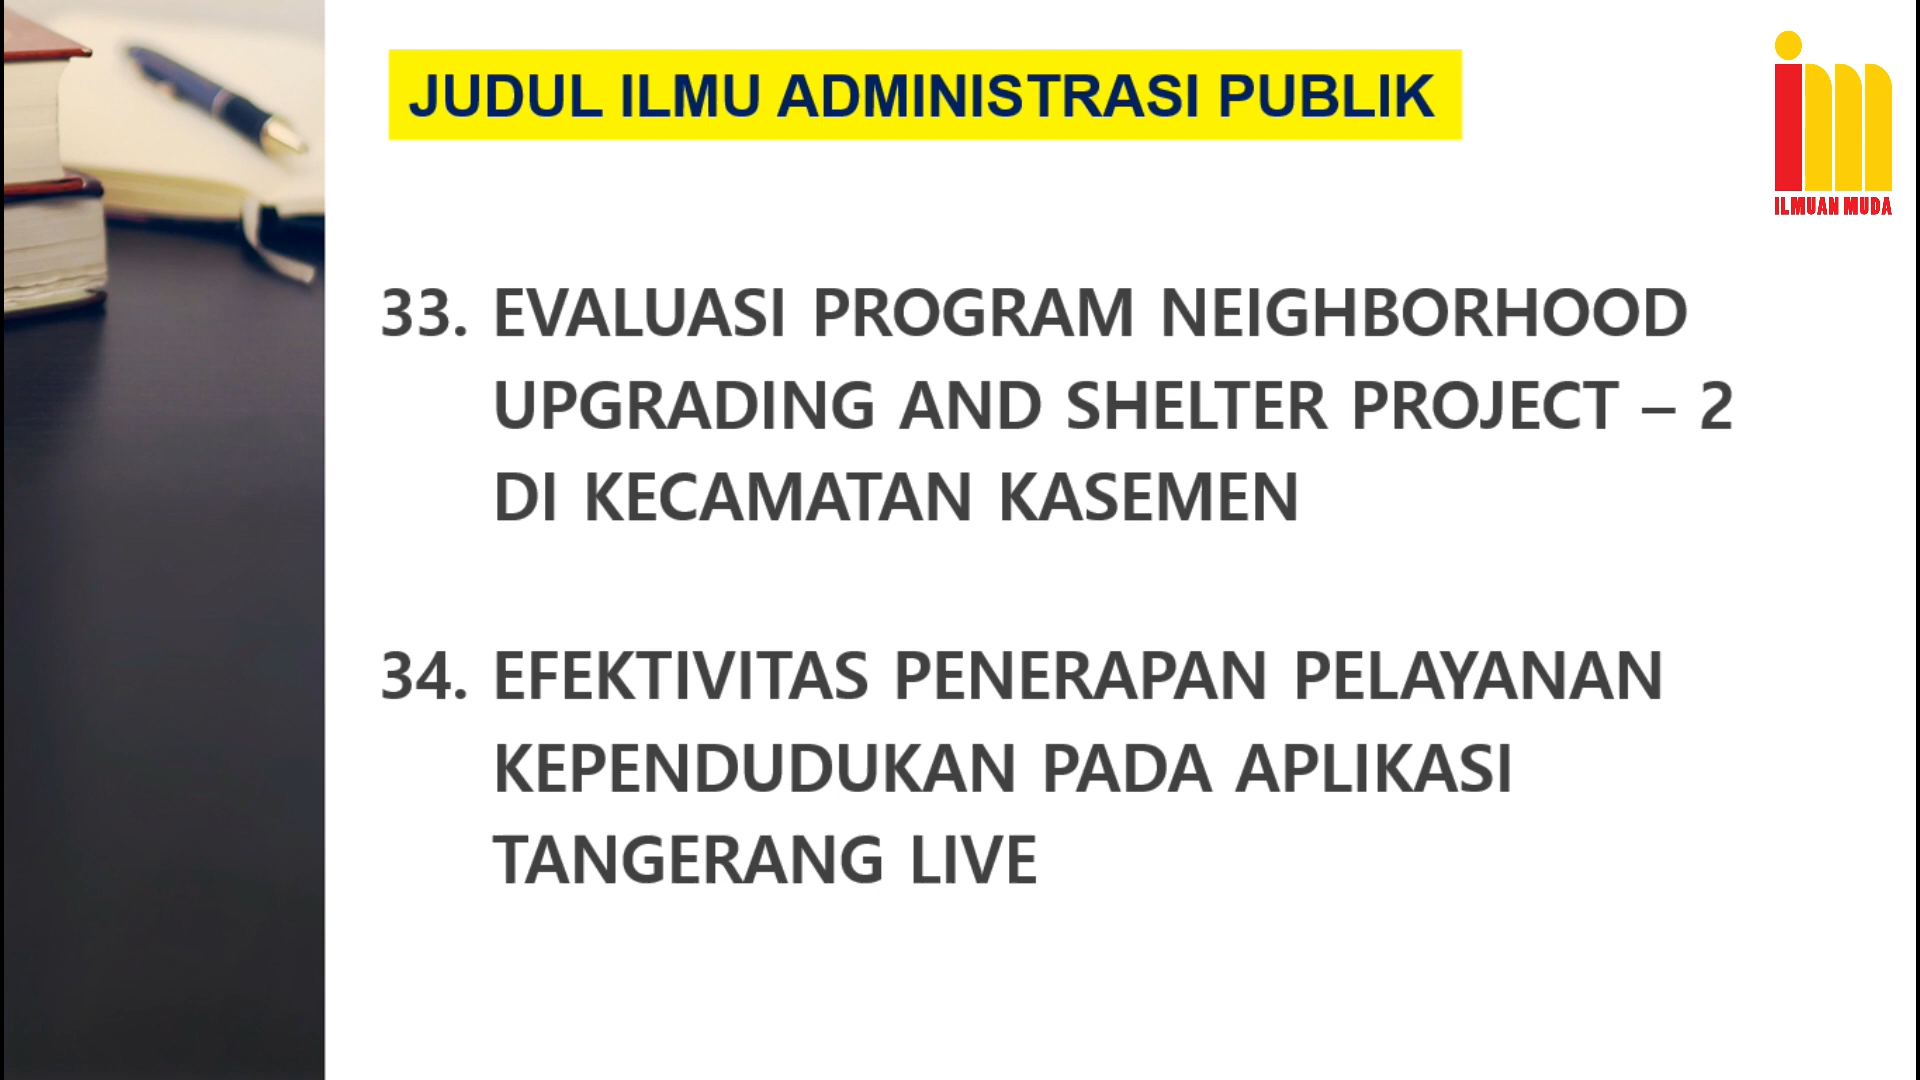 JUDUL ILMU ADMINISTRASI PUBLIK
ILMUAN MUDA
33. EVALUASI PROGRAM NEIGHBORHOOD
UPGRADING AND SHELTER PROJECT – 2
DI KECAMATAN KASEMEN
34. EFEKTIVITAS PENERAPAN PELAYANAN
KEPENDUDUKAN PADA APLIKASI
TANGERANG LIVE